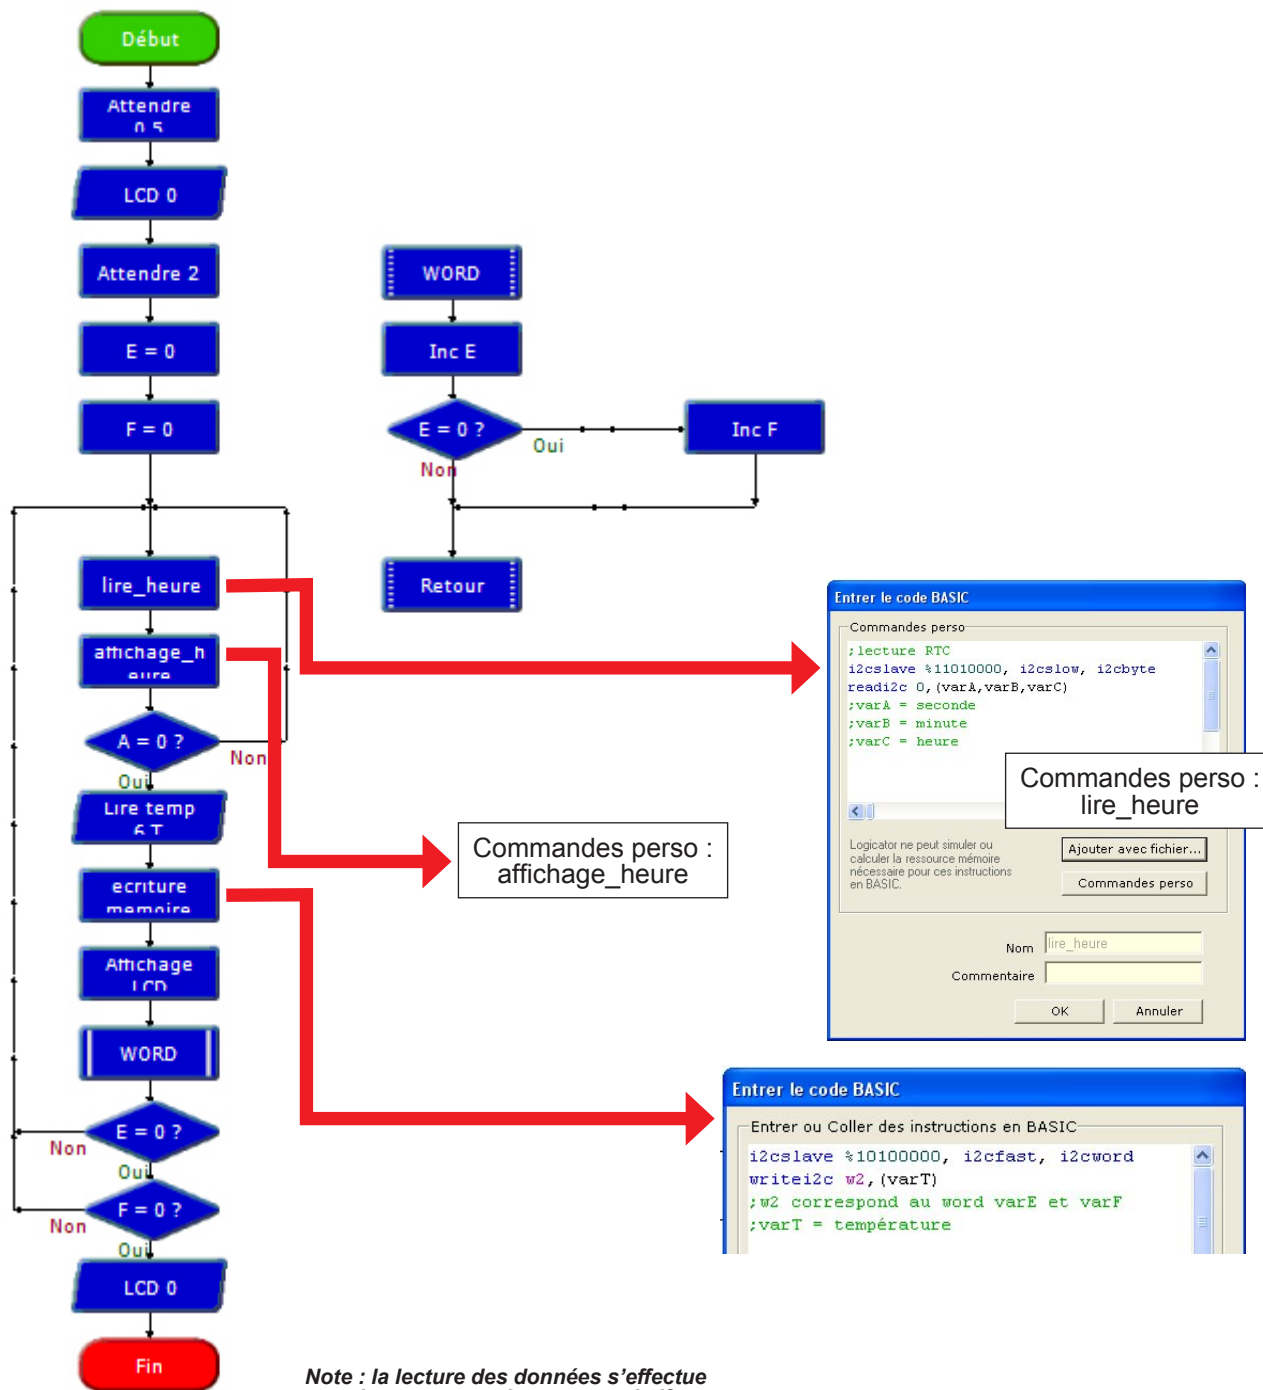 Début
Attendre
0.5
LCD 0
Attendre 2
E = 0
F = 0
lire_heure
affichage_h
eure
A = 0 ?
Non
Oui
Lire temp
6 T
ecriture
memoire
Affichage
LCD
WORD
E = 0 ?
Non
Oui
F = 0 ?
Non
Oui
LCD 0
Fin
WORD
Inc E
E = 0 ?
Oui
Non
Inc F
Retour
Commandes perso :
affichage_heure
Entrer le code BASIC
Commandes perso
;lecture RTC
i2cslave %11010000, i2cslow, i2cbyte
readi2c 0,(varA,varB,varC)
;varA = seconde
;varB = minute
;varC = heure
Commandes perso :
lire_heure
Logicator ne peut simuler ou
calculer la ressource mémoire
nécessaire pour ces instructions
en BASIC.
Ajouter avec fichier...
Commandes perso
Nom
lire_heure
Commentaire
OK
Annuler
Entrer le code BASIC
Entrer ou Coller des instructions en BASIC
i2cslave %10100000, i2cfast, i2cword
writei2c w2,(varT)
;w2 correspond au word varE et varF
;varT = température
Note : la lecture des données s’effectue